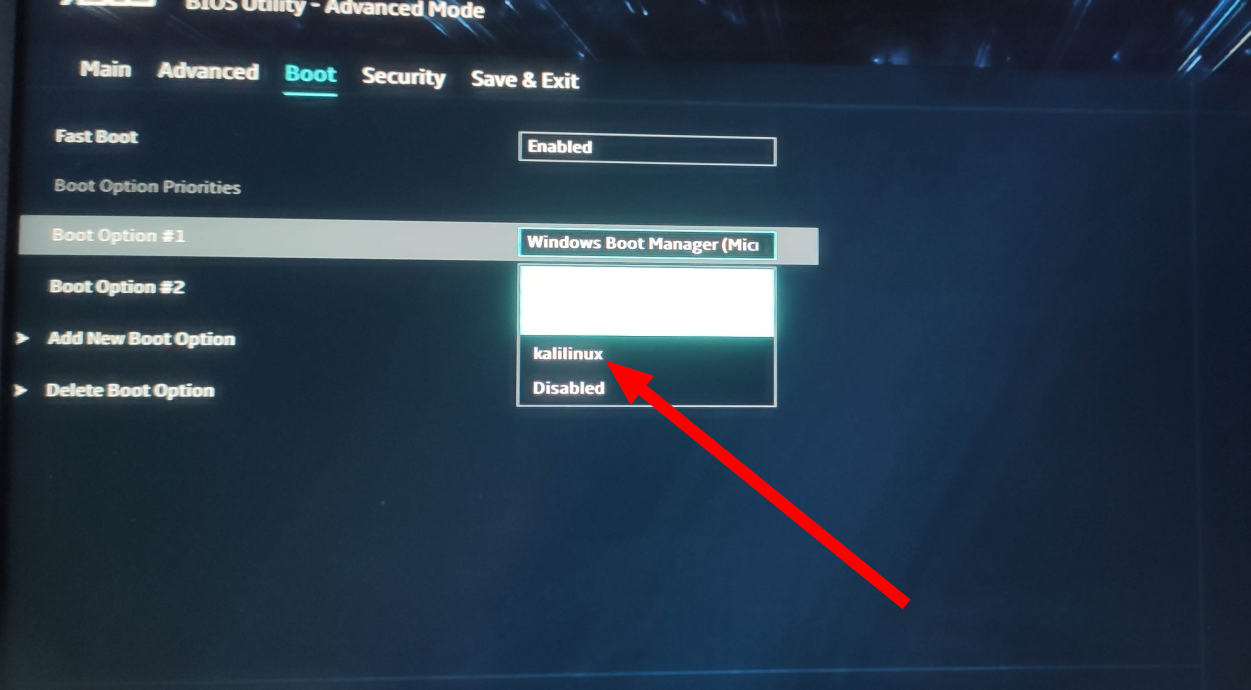 BIOS Utility - Advanced Mode
Main Advanced Boot Security Save & Exit
Fast Boot Enabled
Boot Option Priorities
Boot Option #1 Windows Boot Manager (Mic
Boot Option #2
kalilinux
> Add New Boot Option
Disabled
> Delete Boot Option